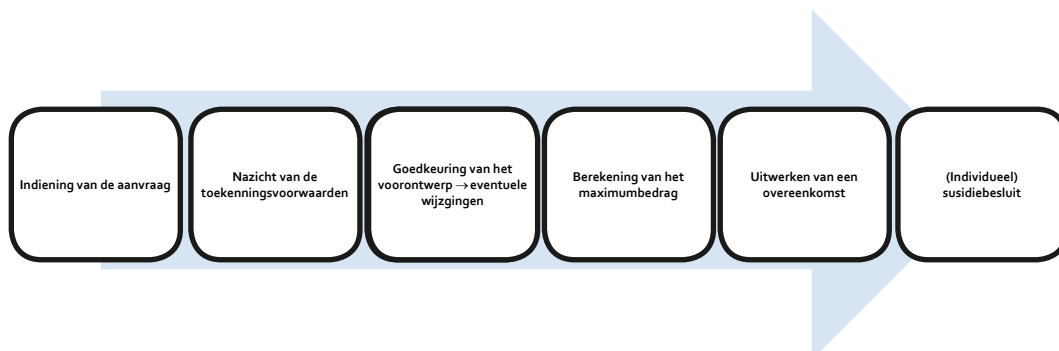 Indiening van de aanvraag
Nazicht van de
toekenningsvoorwaarden
Goedkeuring van het
voorontwerp → eventuele
wijzgingen
Berekening van het
maximumbedrag
Uitwerken van een
overeenkomst
(Individueel)
susidiebesluit